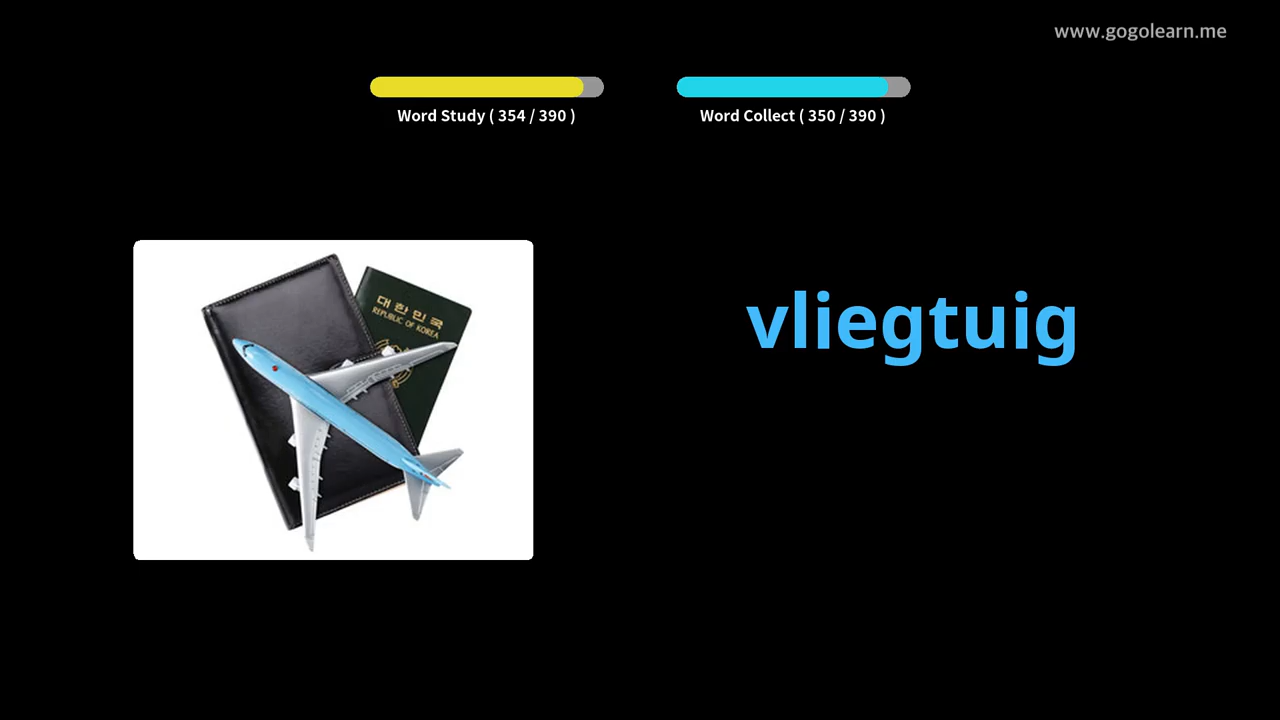 www.gogolearn.me
Word Study ( 354 / 390 )
Word Collect ( 350 / 390 )
대한민국
REPUBLIC OF KOREA
vliegtuig